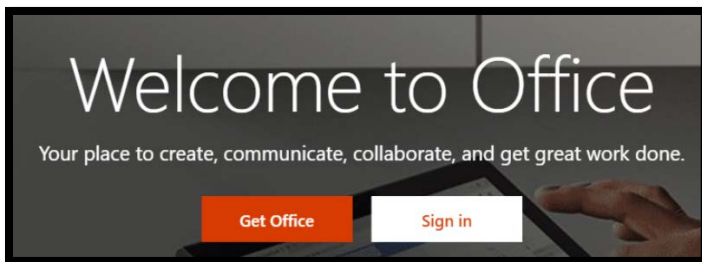 Welcome to Office
Your place to create, communicate, collaborate, and get great work done.
Get Office
Sign in